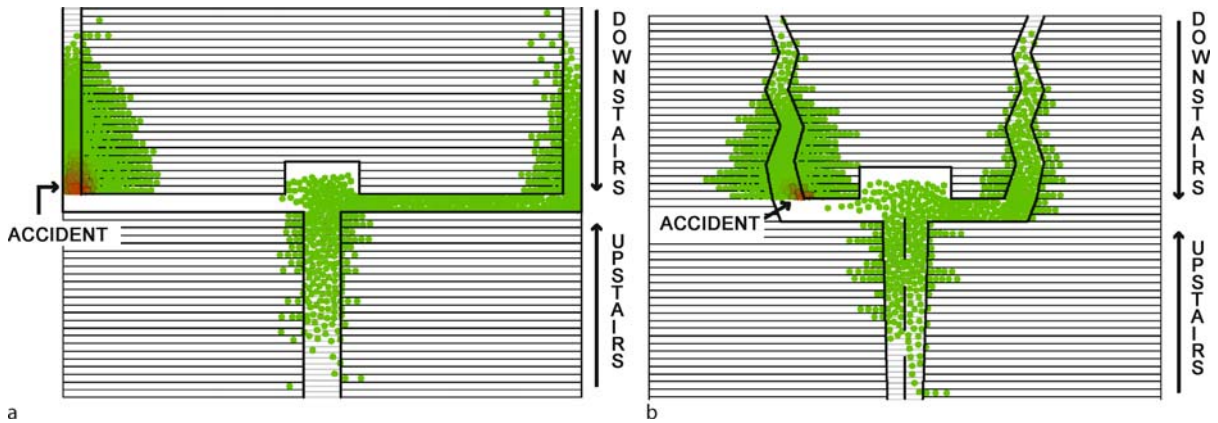 DOWNSTAIRS
ACCIDENT
UPSTAIRS
a
DOWNSTAIRS
ACCIDENT
UPSTAIRS
b